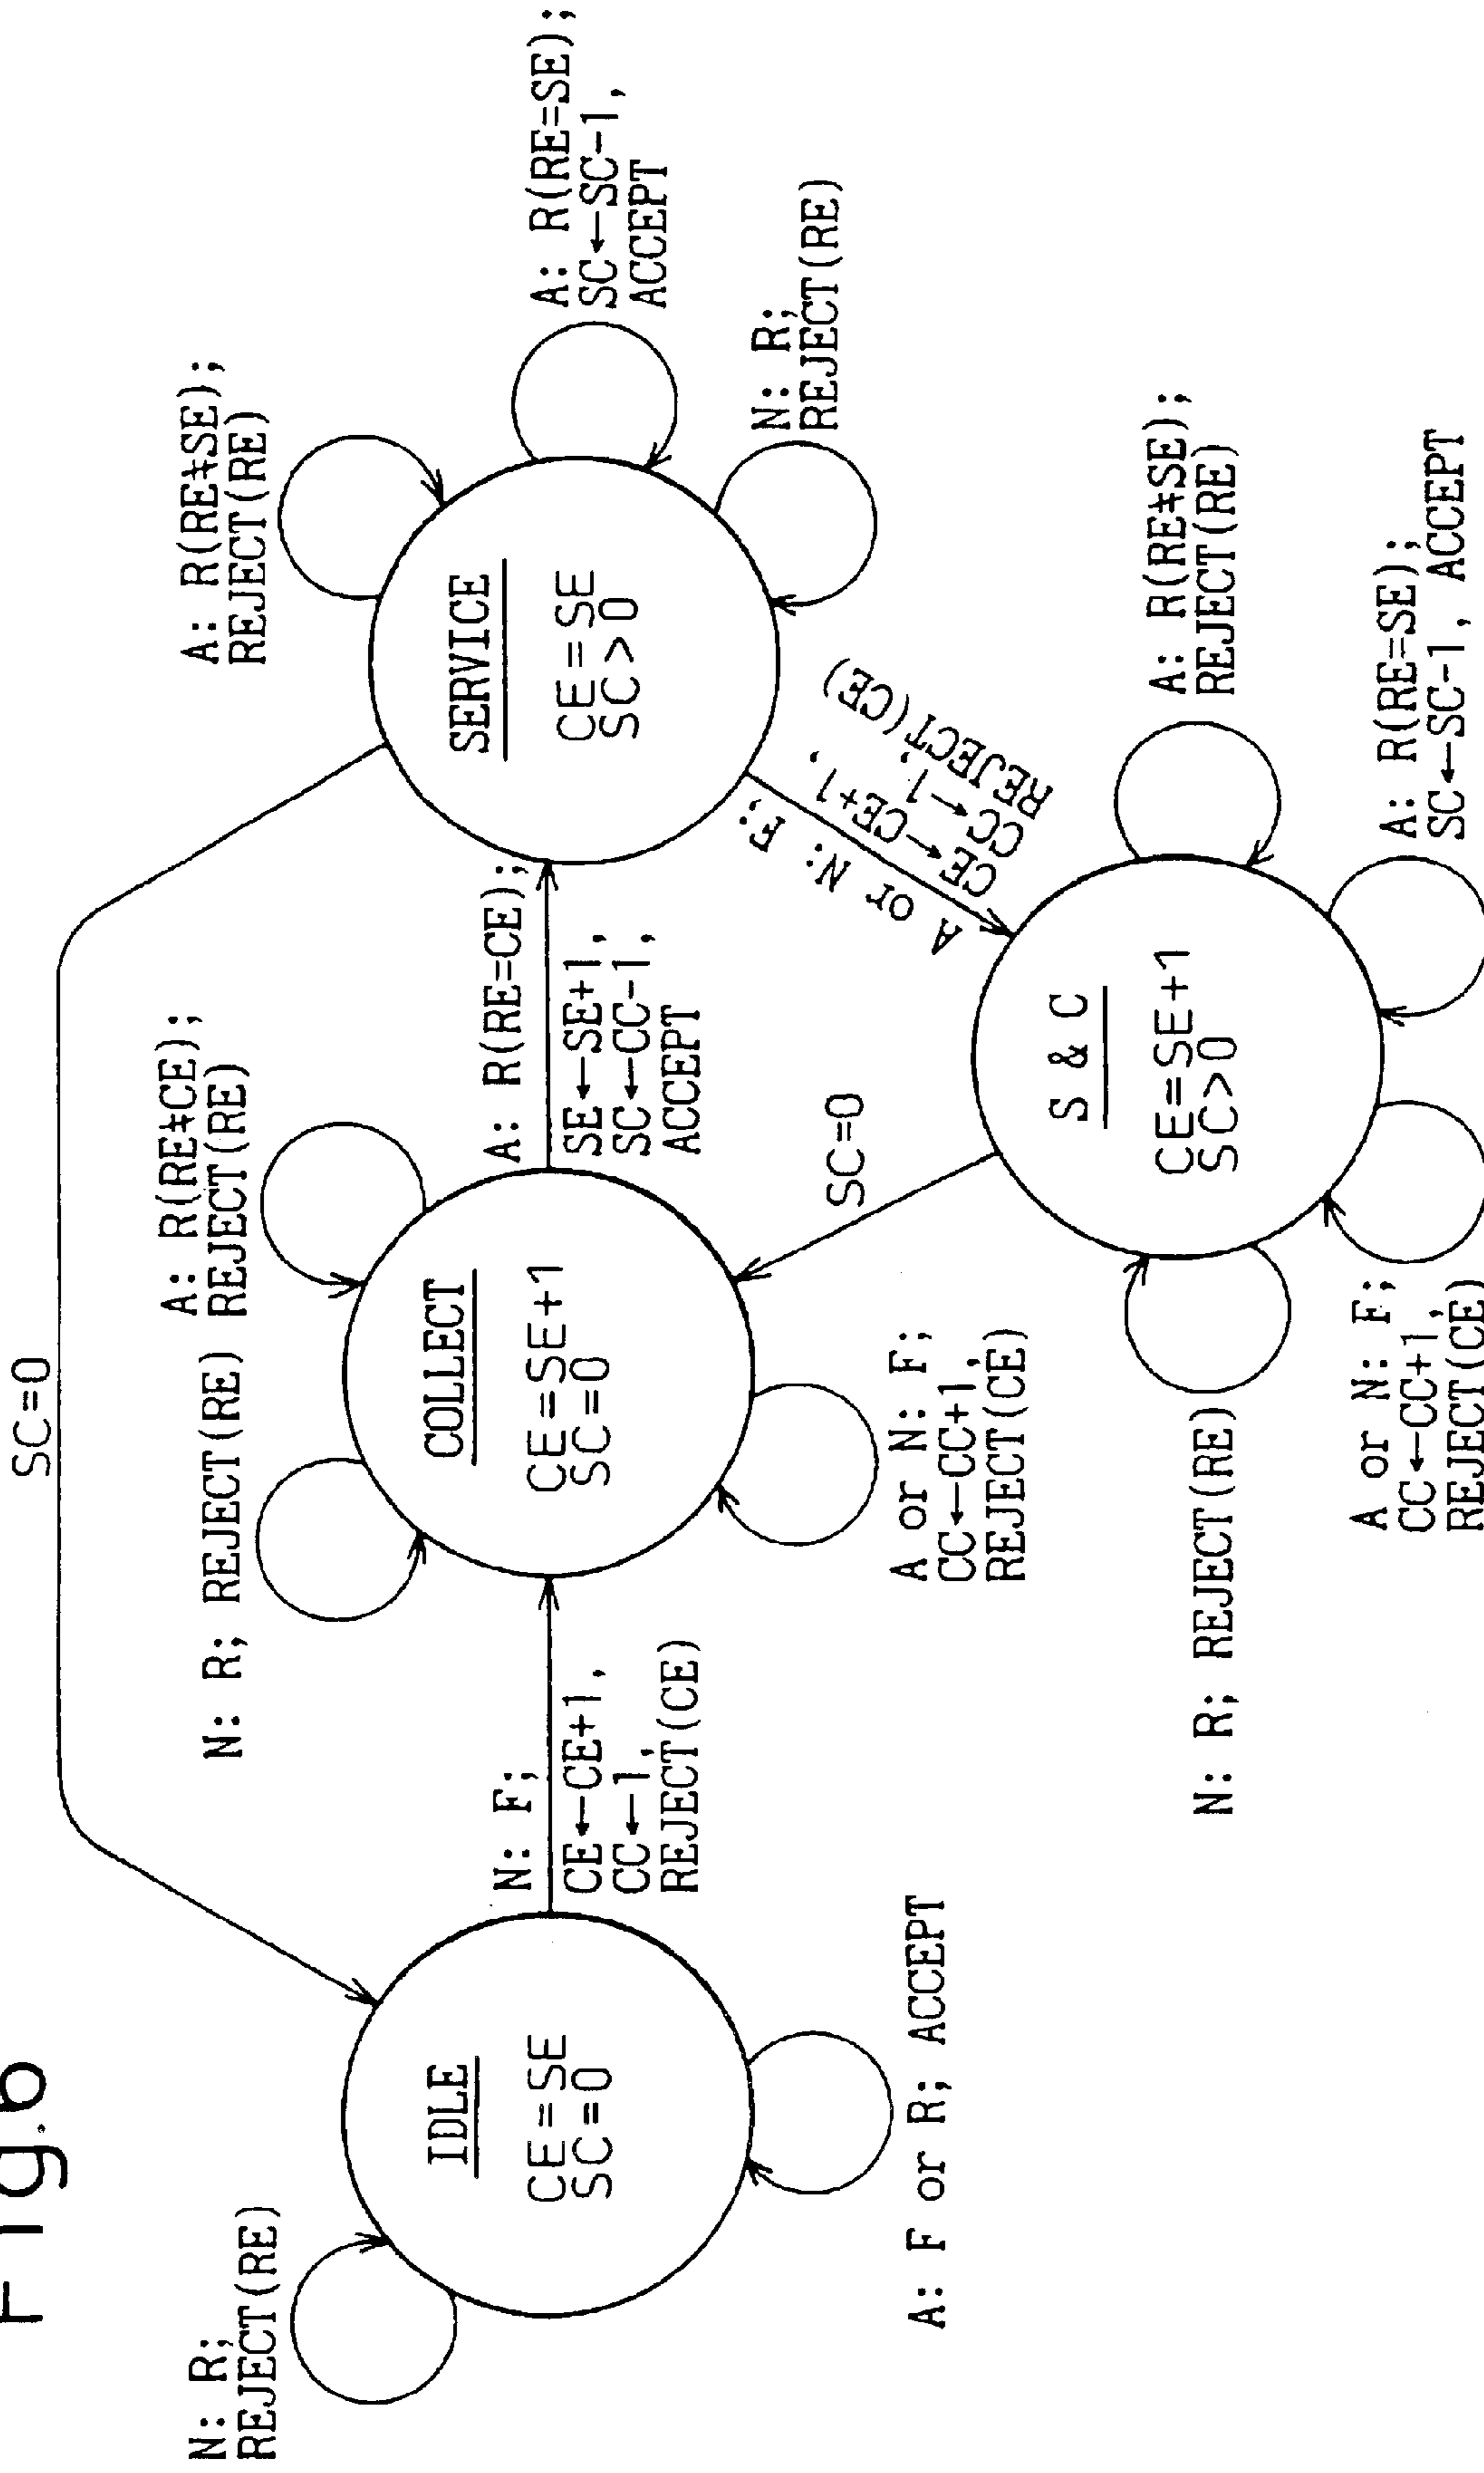 Fig.6
SC=0
N: R;
REJECT(RE)
IDLE
CE=SE
SC=0
A: F or R; ACCEPT
N: F;
CE←CE+1,
CC←1,
REJECT(CE)
N: R; REJECT(RE)
A: R(RE≠CE);
REJECT(RE)
COLLECT
CE=SE+1
SC=0
A or N: F;
CC←CC+1,
REJECT(CE)
A: R(RE=CE);
SE←SE+1,
SC←CC-1,
ACCEPT
A: R(RE≠SE);
REJECT(RE)
SERVICE
CE=SE
SC>0
A: R(RE=SE);
SC←SC-1,
ACCEPT
N: R;
REJECT(RE)
A or N: F;
CE←CE+1,
CC←1,
REJECT(CE)
SC=0
S & C
CE=SE+1
SC>0
N: R; REJECT(RE)
A: R(RE≠SE);
REJECT(RE)
A or N: F;
CC←CC+1,
REJECT(CE)
A: R(RE=SE);
SC←SC-1, ACCEPT